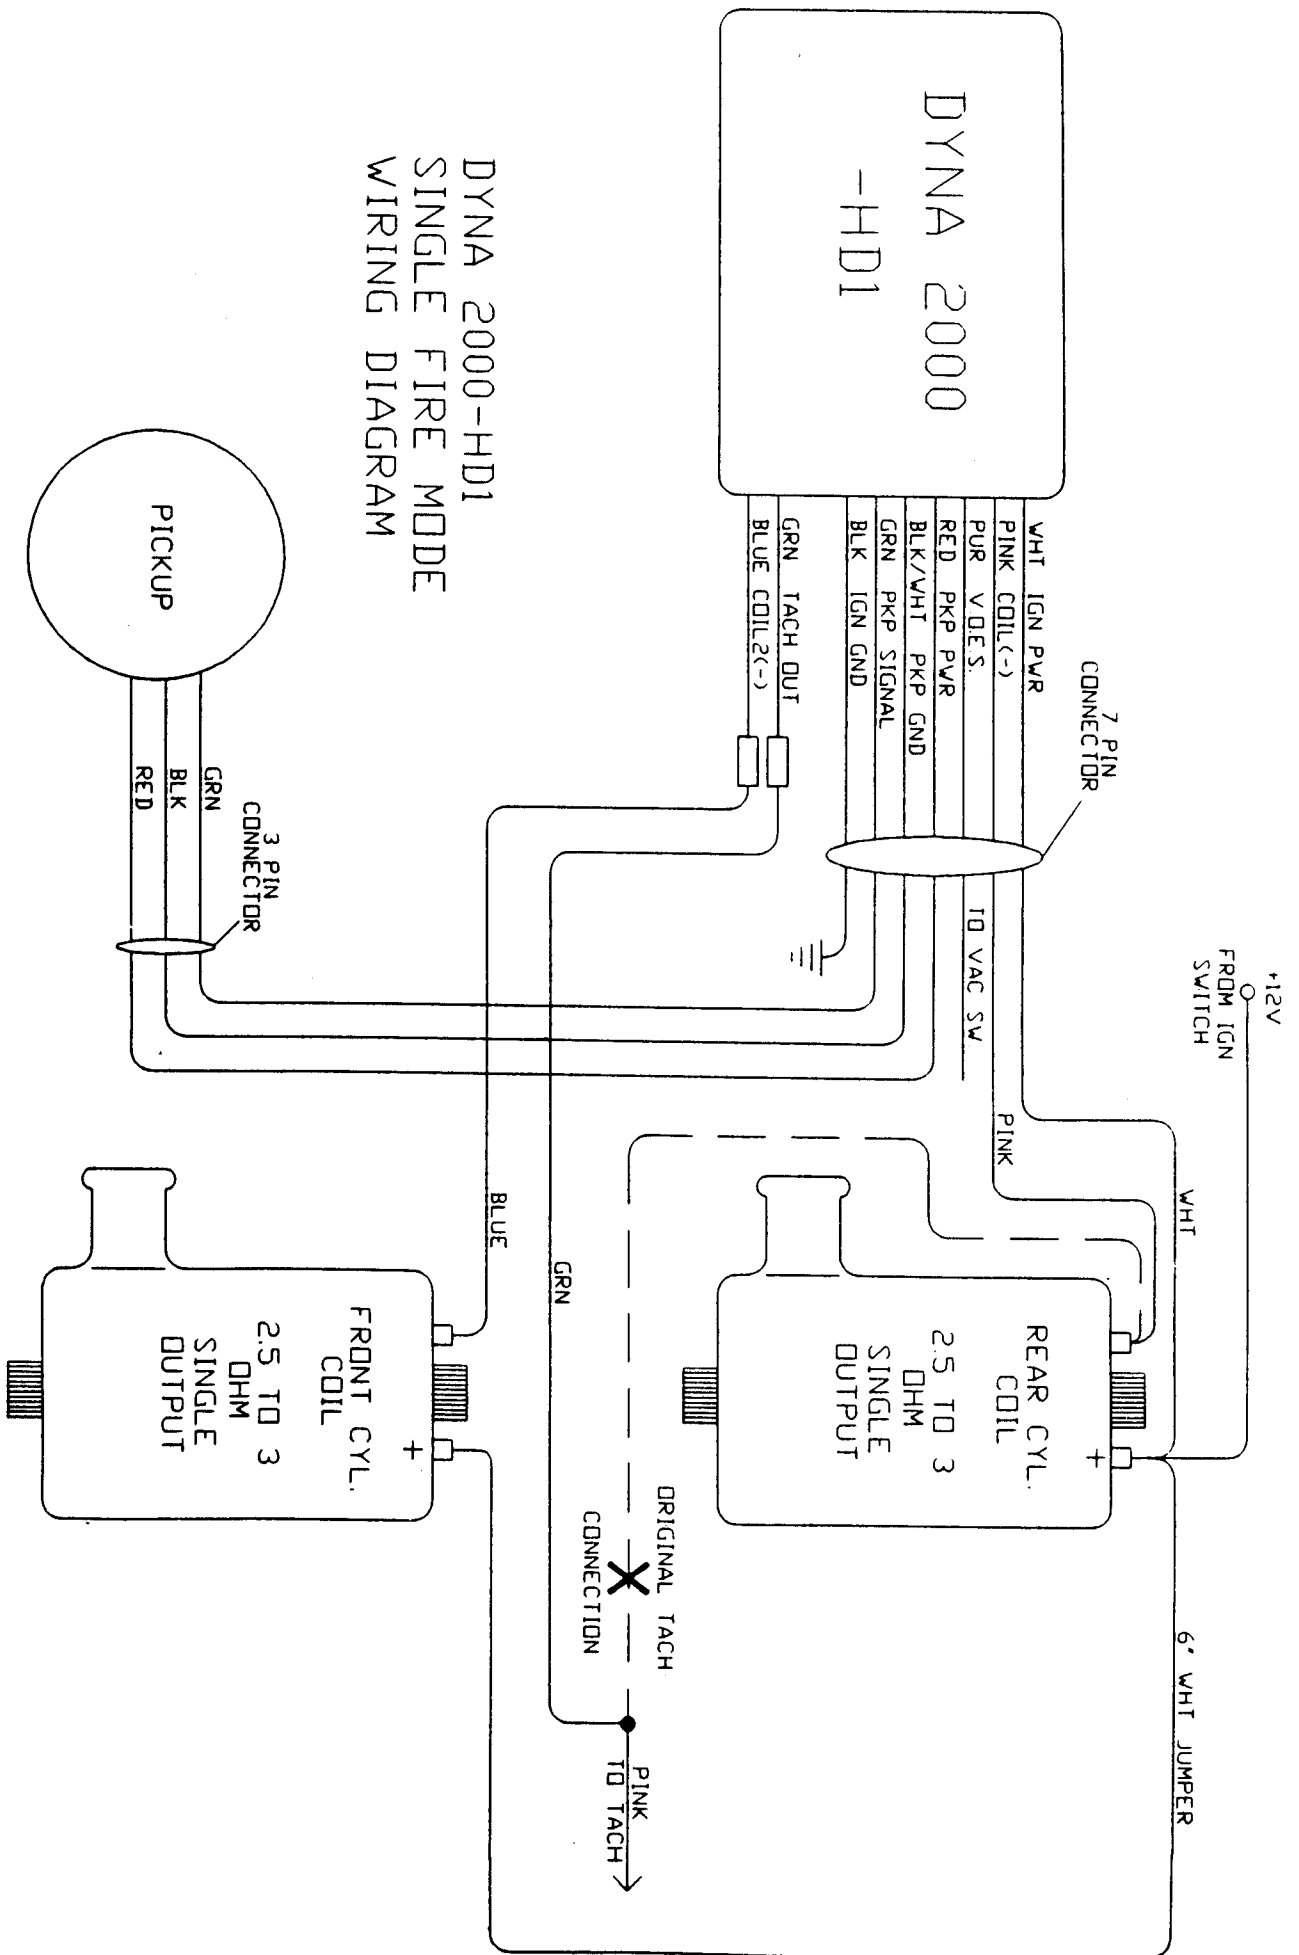 DYNA 2000
-HD1
WHT IGN PWR
PINK COIL(-)
PUR V.O.E.S.
RED PKP PWR
BLK/WHT PKP GND
GRN PKP SIGNAL
BLK IGN GND
GRN TACH OUT
BLUE COIL2(-)
7 PIN
CONNECTOR
TO VAC SW
+12V
FROM IGN
SWITCH
PINK
WHT
REAR CYL.
COIL
2.5 TO 3
OHM
SINGLE
OUTPUT
+
6" WHT JUMPER
ORIGINAL TACH
CONNECTION
PINK
TO TACH
GRN
BLUE
FRONT CYL.
COIL
2.5 TO 3
OHM
SINGLE
OUTPUT
+
DYNA 2000-HD1
SINGLE FIRE MODE
WIRING DIAGRAM
PICKUP
GRN
BLK
RED
3 PIN
CONNECTOR